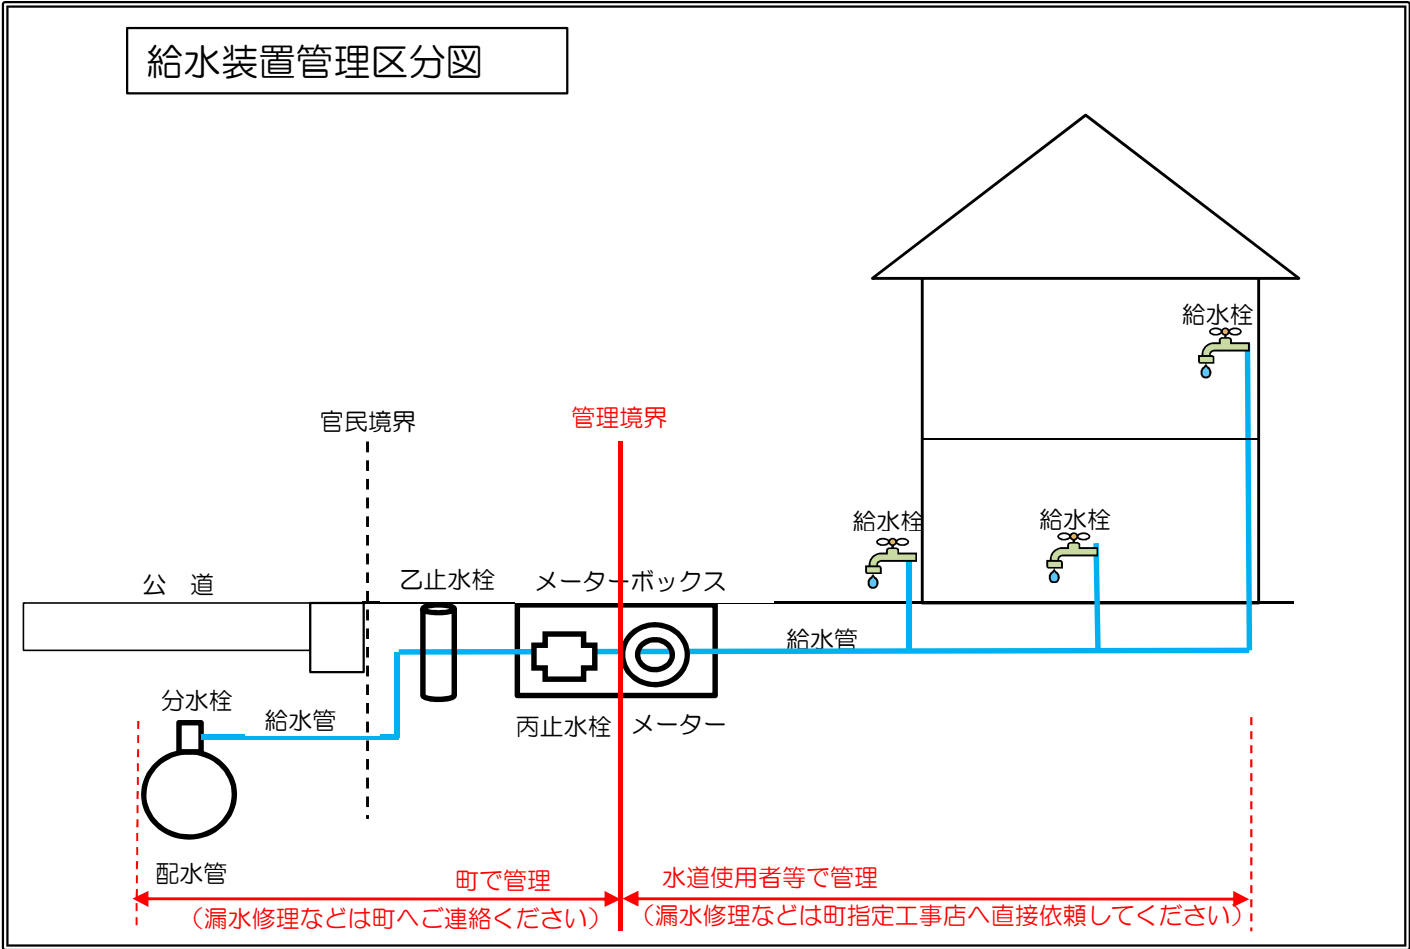 給水装置管理区分図
給水栓
官民境界
管理境界
給水栓
給水栓
公　道
乙止水栓
メーターボックス
給水管
分水栓
給水管
丙止水栓
メーター
配水管
町で管理
水道使用者等で管理
（漏水修理などは町へご連絡ください）
（漏水修理などは町指定工事店へ直接依頼してください）